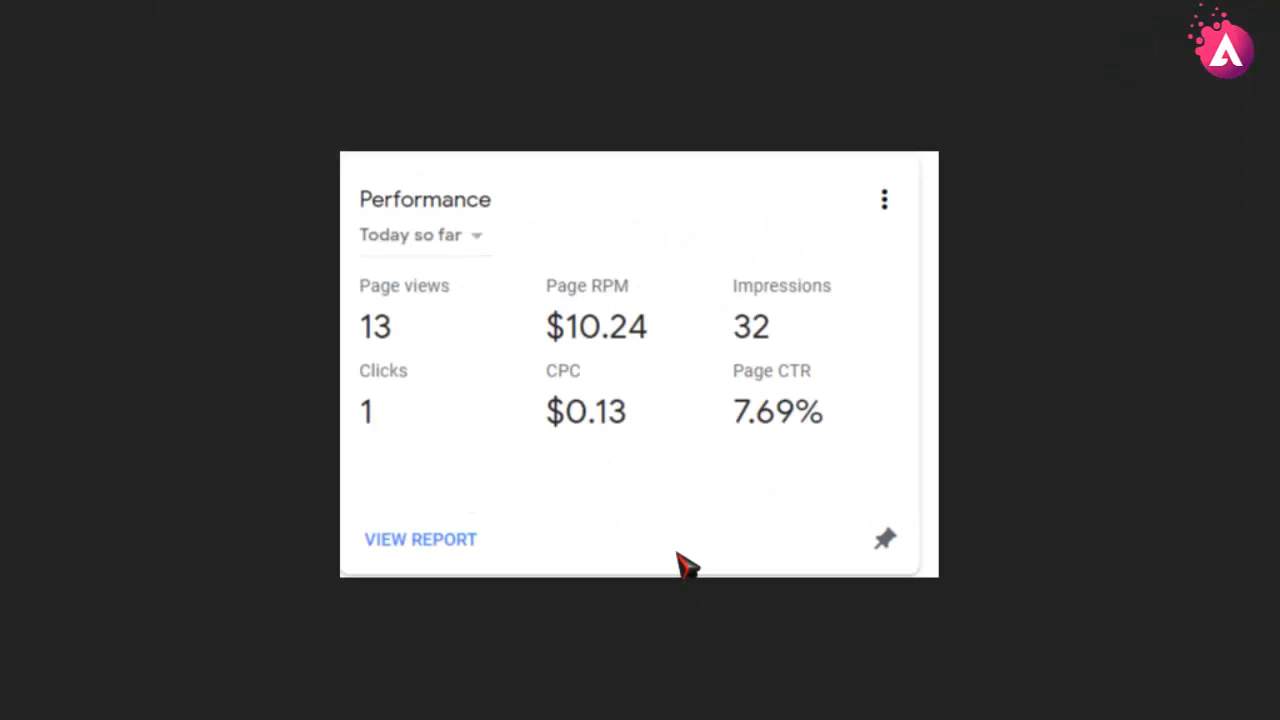 Performance
Today so far
Page views Page RPM Impressions
13 $10.24 32
Clicks CPC Page CTR
1 $0.13 7.69%
VIEW REPORT